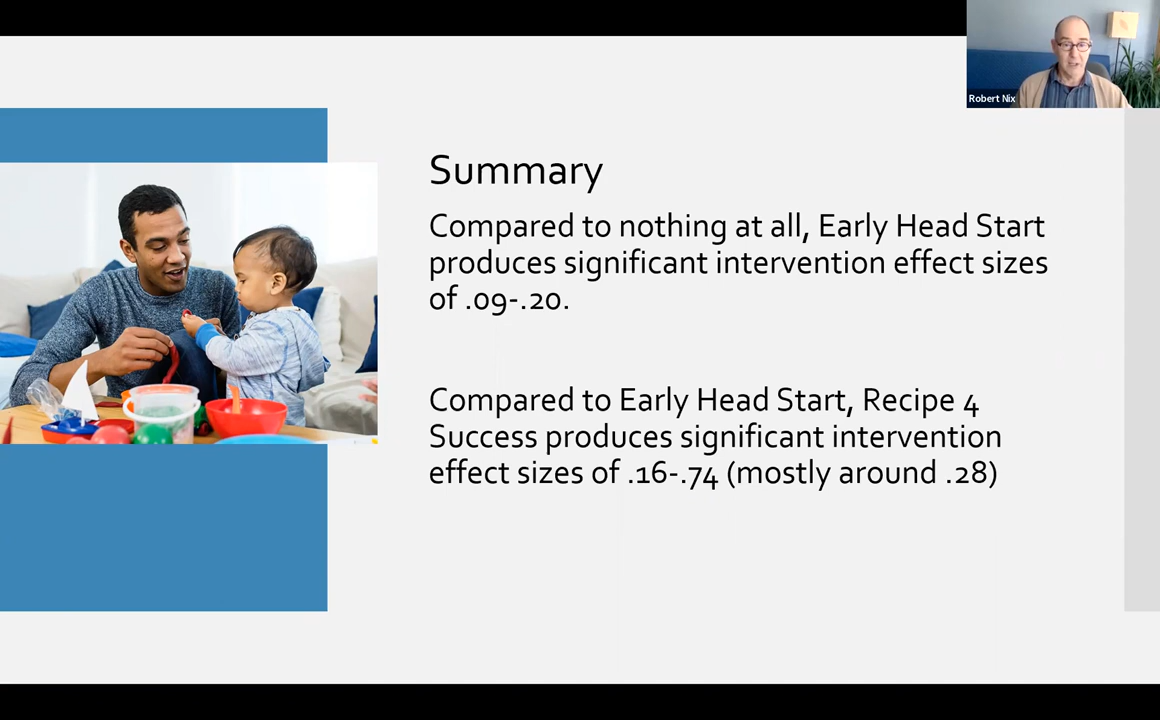 Robert Nix
Summary
Compared to nothing at all, Early Head Start
produces significant intervention effect sizes
of .09-.20.
Compared to Early Head Start, Recipe 4
Success produces significant intervention
effect sizes of .16-.74 (mostly around .28)